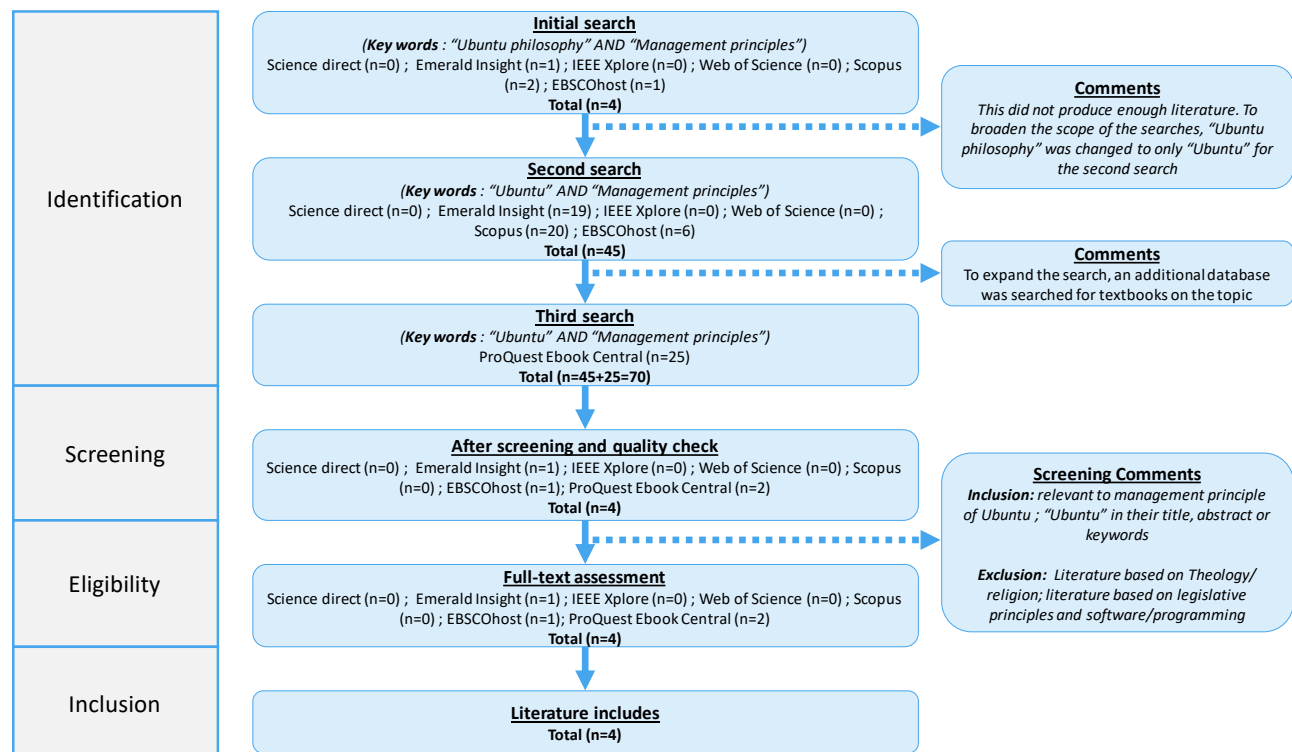 Identification
Initial search
(Key words : “Ubuntu philosophy” AND “Management principles”)
Science direct (n=0) ; Emerald Insight (n=1) ; IEEE Xplore (n=0) ; Web of Science (n=0) ; Scopus
(n=2) ; EBSCOhost (n=1)
Total (n=4)
Comments
This did not produce enough literature. To
broaden the scope of the searches, “Ubuntu
philosophy” was changed to only “Ubuntu” for
the second search
Second search
(Key words : “Ubuntu” AND “Management principles”)
Science direct (n=0) ; Emerald Insight (n=19) ; IEEE Xplore (n=0) ; Web of Science (n=0) ;
Scopus (n=20) ; EBSCOhost (n=6)
Total (n=45)
Comments
To expand the search, an additional database
was searched for textbooks on the topic
Third search
(Key words : “Ubuntu” AND “Management principles”)
ProQuest Ebook Central (n=25)
Total (n=45+25=70)
Screening
After screening and quality check
Science direct (n=0) ; Emerald Insight (n=1) ; IEEE Xplore (n=0) ; Web of Science (n=0) ; Scopus
(n=0) ; EBSCOhost (n=1); ProQuest Ebook Central (n=2)
Total (n=4)
Screening Comments
Inclusion: relevant to management principle
of Ubuntu ; “Ubuntu” in their title, abstract or
keywords
Exclusion: Literature based on Theology/
religion; literature based on legislative
principles and software/programming
Eligibility
Full-text assessment
Science direct (n=0) ; Emerald Insight (n=1) ; IEEE Xplore (n=0) ; Web of Science (n=0) ; Scopus
(n=0) ; EBSCOhost (n=1); ProQuest Ebook Central (n=2)
Total (n=4)
Inclusion
Literature includes
Total (n=4)